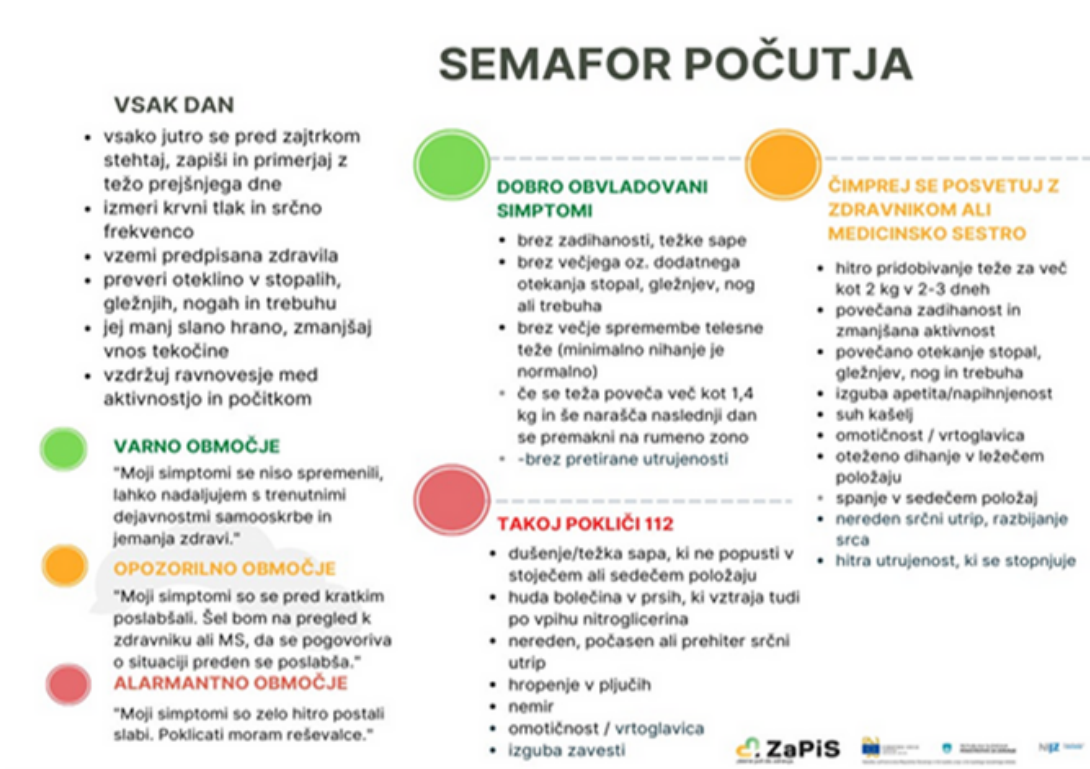 SEMAFOR POČUTJA
VSAK DAN
• vsako jutro se pred zajtrkom
stehtaj, zapiši in primerjaj z
težo prejšnjega dne
• izmeri krvni tlak in srčno
frekvenco
• vzemi predpisana zdravila
• preveri oteklino v stopalih,
gležnjih, nogah in trebuhu
• jej manj slano hrano, zmanjšaj
vnos tekočine
• vzdržuj ravnovesje med
aktivnostjo in počitkom
VARNO OBMOČJE
"Moji simptomi se niso spremenili,
lahko nadaljujem s trenutnimi
dejavnostmi samooskrbe in
jemanja zdravi."
OPOZORILNO OBMOČJE
"Moji simptomi so se pred kratkim
poslabšali. Šel bom na pregled k
zdravniku ali MS, da se pogovoriva
o situaciji preden se poslabša."
ALARMANTNO OBMOČJE
"Moji simptomi so zelo hitro postali
slabi. Poklicati moram reševalce."
DOBRO OBVLADOVANI
SIMPTOMI
• brez zadihanosti, težke sape
• brez večjega oz. dodatnega
otekanja stopal, gležnjev, nog
ali trebuha
• brez večje spremembe telesne
teže (minimalno nihanje je
normalno)
• če se teža poveča več kot 1,4
kg in še narašča naslednji dan
se premakni na rumeno zono
• -brez pretirane utrujenosti
TAKOJ POKLIČI 112
• dušenje/težka sapa, ki ne popusti v
stoječem ali sedečem položaju
• huda bolečina v prsih, ki vztraja tudi
po vpihu nitroglicerina
• nereden, počasen ali prehiter srčni
utrip
• hropenje v pljučih
• nemir
• omotičnost / vrtoglavica
• izguba zavesti
ČIMPREJ SE POSVETUJ Z
ZDRAVNIKOM ALI
MEDICINSKO SESTRO
• hitro pridobivanje teže za več
kot 2 kg v 2-3 dneh
• povečana zadihanost in
zmanjšana aktivnost
• povečano otekanje stopal,
gležnjev, nog in trebuha
• izguba apetita/napihnjenost
• suh kašelj
• omotičnost / vrtoglavica
• oteženo dihanje v ležečem
položaju
• spanje v sedečem položaj
• nereden srčni utrip, razbijanje
srca
• hitra utrujenost, ki se stopnjuje
ZaPiS
NIJZ